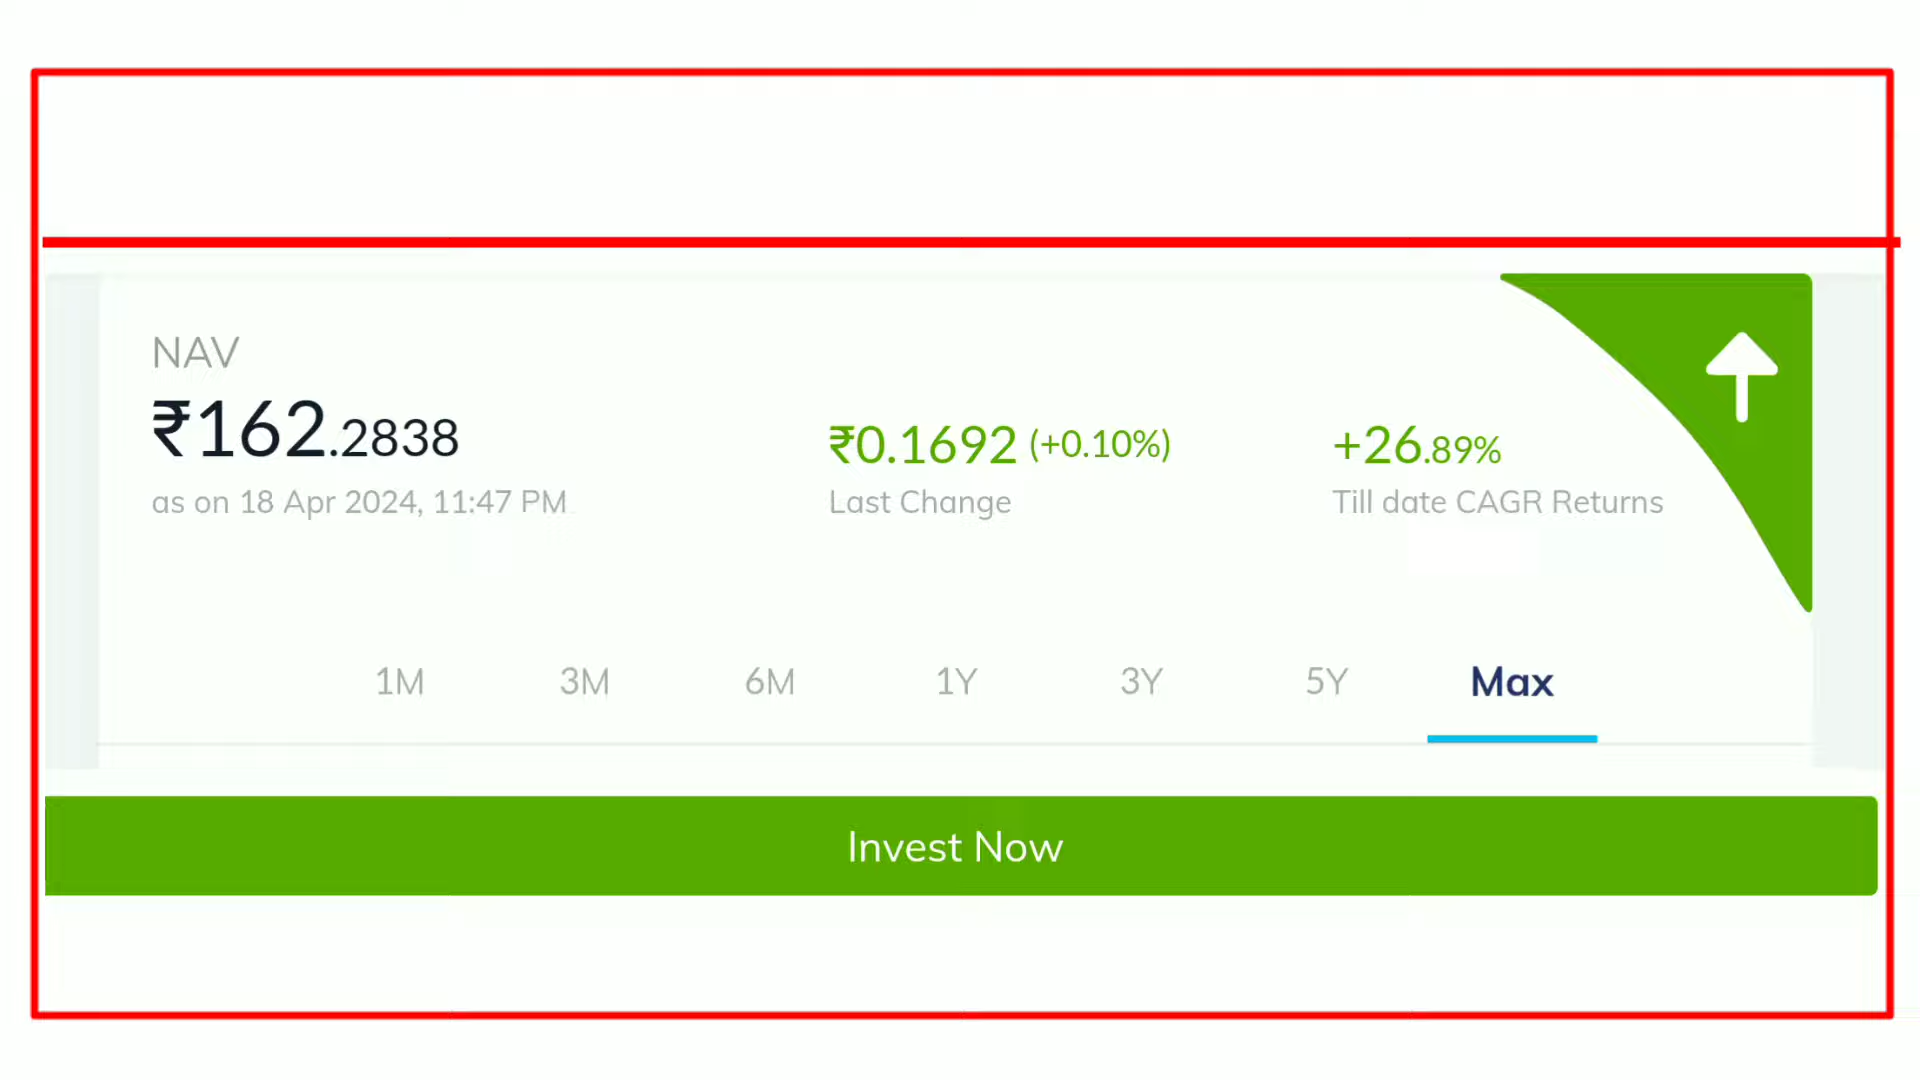 NAV
₹162.2838
₹0.1692 (+0.10%)
+26.89%
as on 18 Apr 2024, 11:47 PM
Last Change
Till date CAGR Returns
1M 3M 6M 1Y 3Y 5Y Max
Invest Now